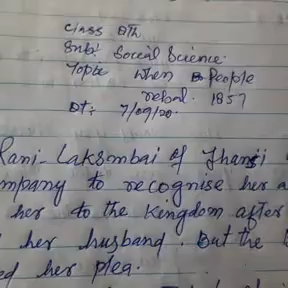 class 8th
Sub: Social Science
Topic When People
rebel. 1857
Dt: 7/09/20.
Rani-Laksmbai of Jhansi
mpany to recognise her a
her to the kingdom after
her husband. But the
ed her plea.